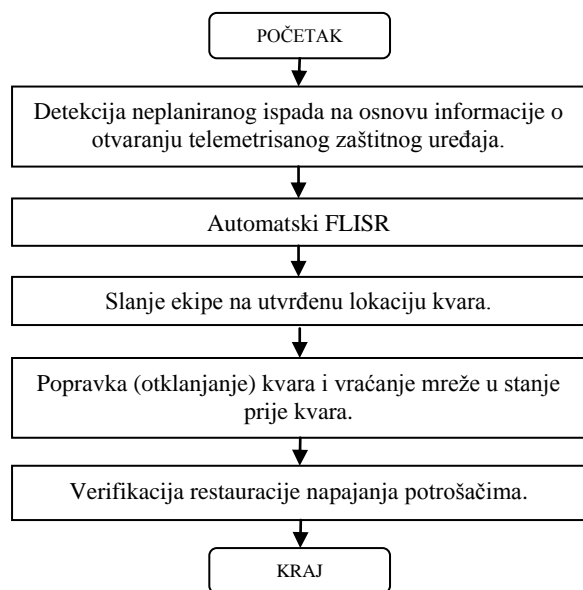 POČETAK
Detekcija neplaniranog ispada na osnovu informacije o
otvaranju telemetrisanog zaštitnog uređaja.
Automatski FLISR
Slanje ekipe na utvrđenu lokaciju kvara.
Popravka (otklanjanje) kvara i vraćanje mreže u stanje
prije kvara.
Verifikacija restauracije napajanja potrošačima.
KRAJ